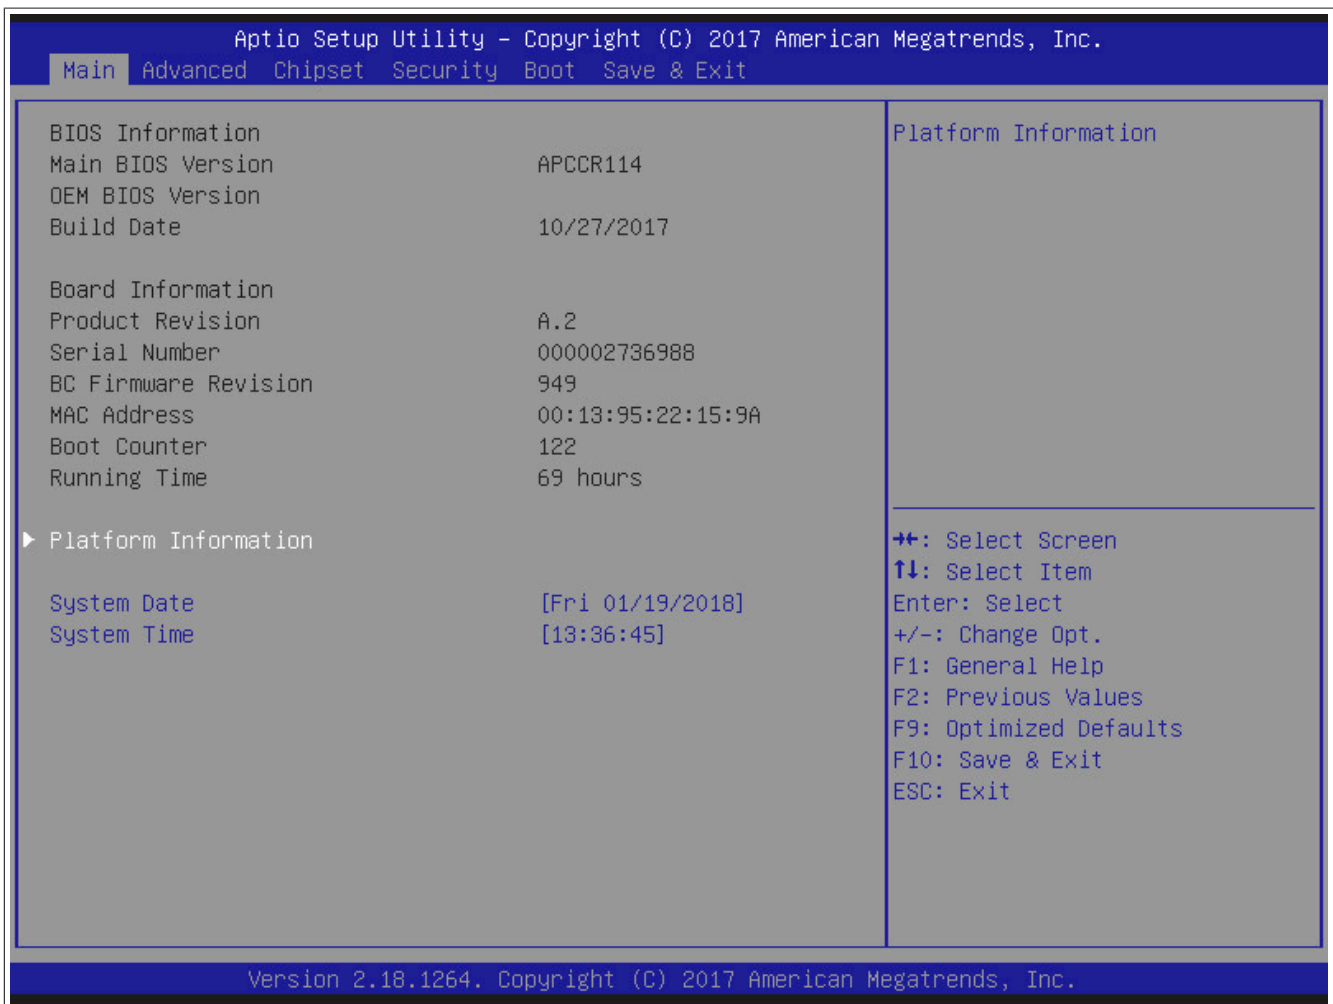 Aptio Setup Utility – Copyright (C) 2017 American Megatrends, Inc.
Main Advanced Chipset Security Boot Save & Exit
BIOS Information
Main BIOS Version APCCR114
OEM BIOS Version
Build Date 10/27/2017
Board Information
Product Revision A.2
Serial Number 000002736988
BC Firmware Revision 949
MAC Address 00:13:95:22:15:9A
Boot Counter 122
Running Time 69 hours
▶ Platform Information
System Date [Fri 01/19/2018]
System Time [13:36:45]
Platform Information
→←: Select Screen
↑↓: Select Item
Enter: Select
+/-: Change Opt.
F1: General Help
F2: Previous Values
F9: Optimized Defaults
F10: Save & Exit
ESC: Exit
Version 2.18.1264. Copyright (C) 2017 American Megatrends, Inc.